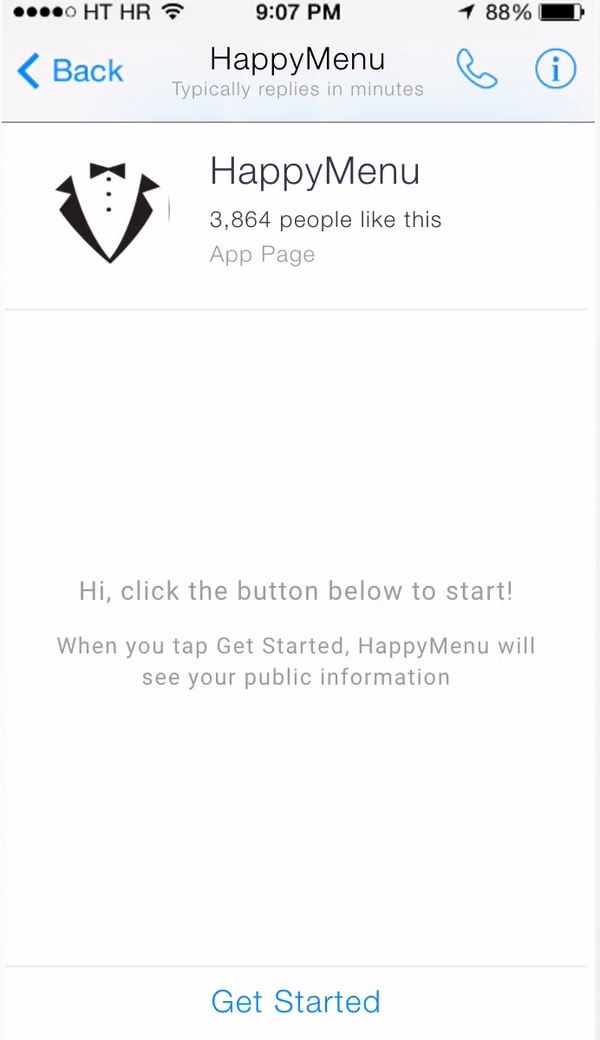 HT HR 9:07 PM 88%
Back
HappyMenu
Typically replies in minutes
HappyMenu
3,864 people like this
App Page
Hi, click the button below to start!
When you tap Get Started, HappyMenu will
see your public information
Get Started